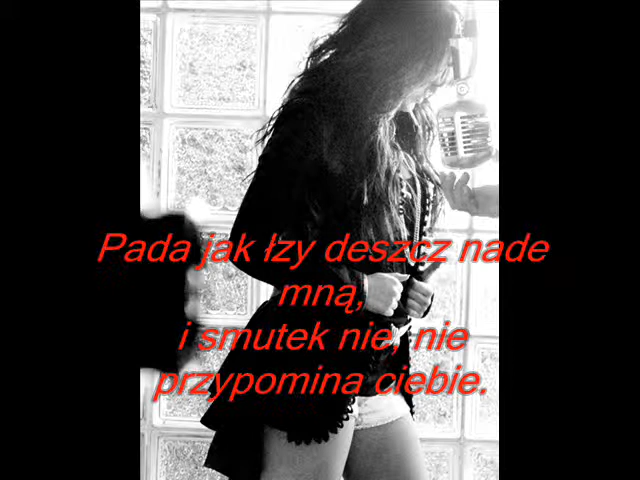 Pada jak łzy deszcz nade
mną,
i smutek nie, nie
przypomina ciebie.